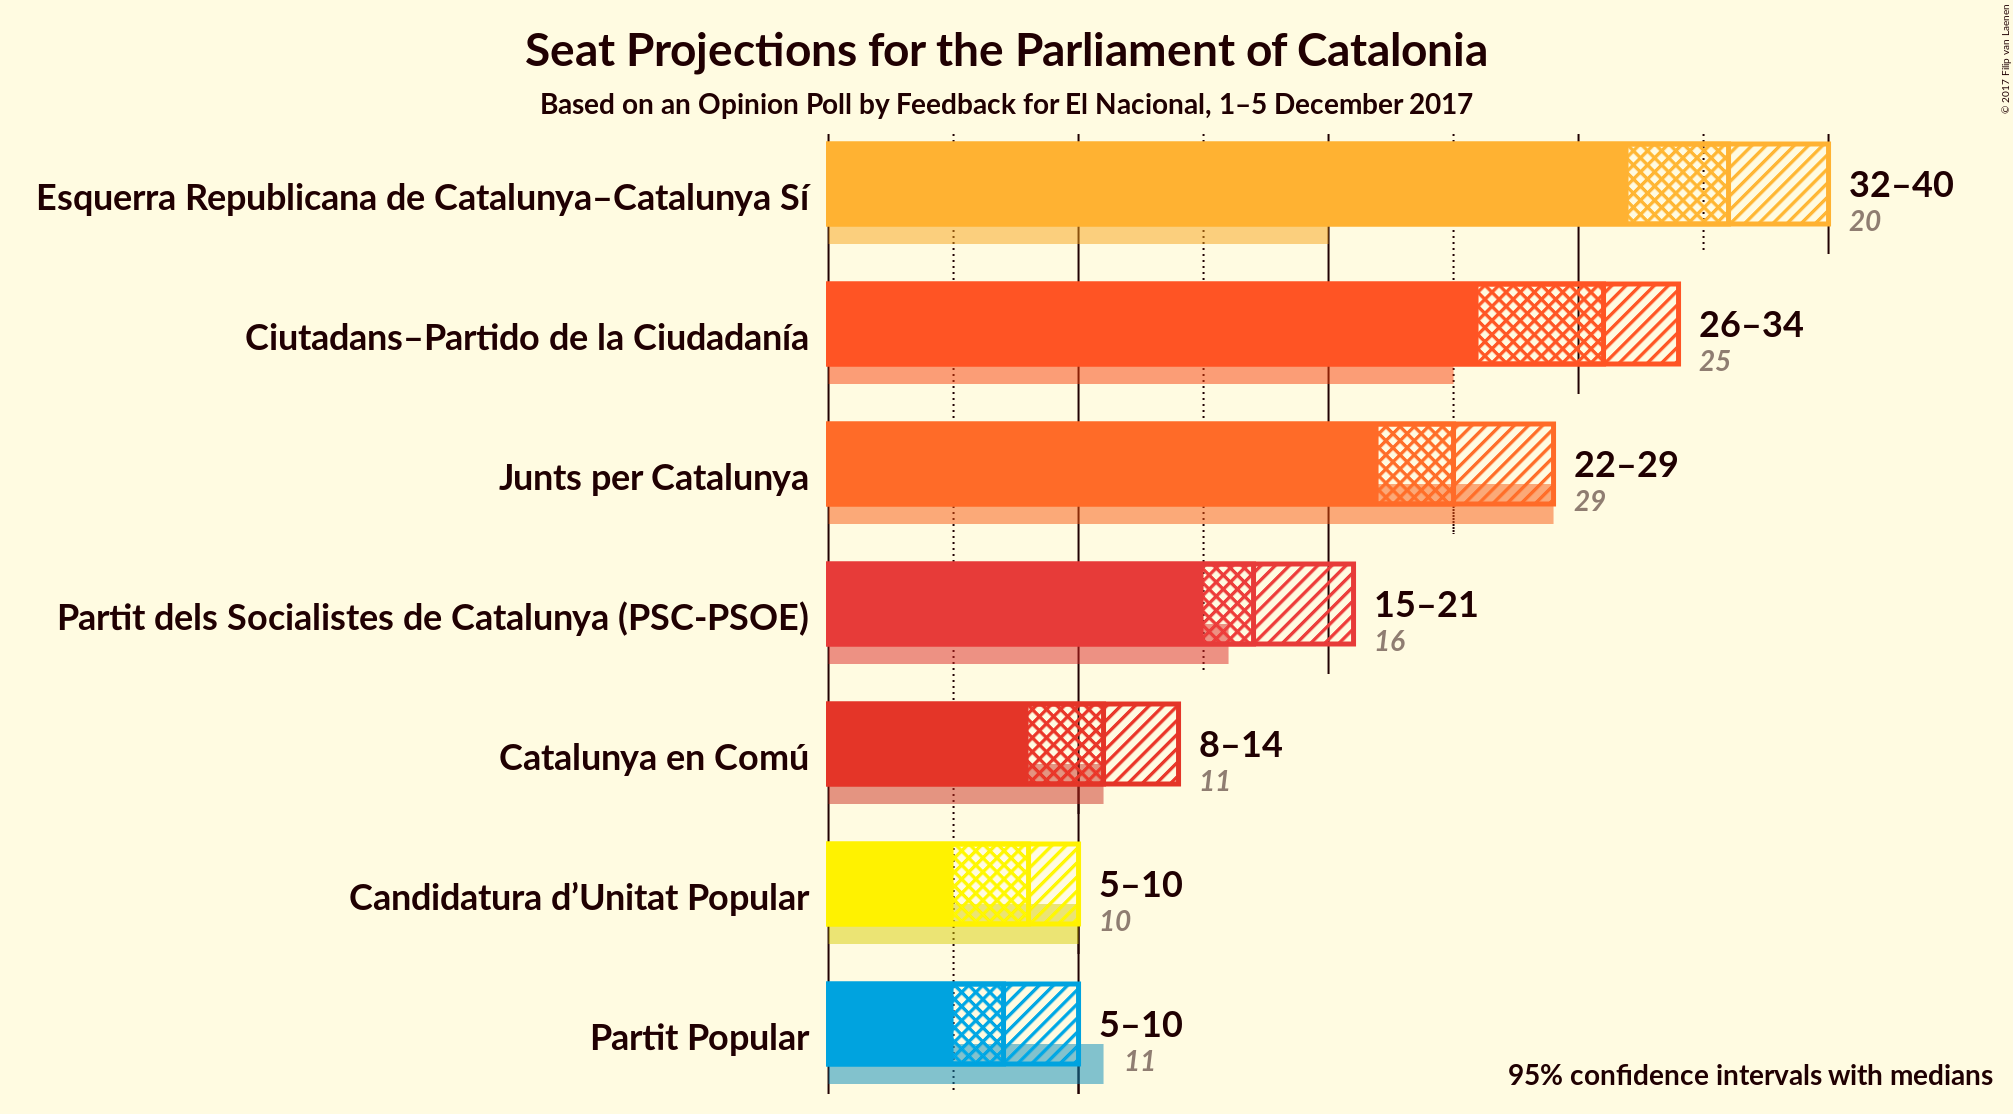 Seat Projections for the Parliament of Catalonia
Based on an Opinion Poll by Feedback for El Nacional, 1–5 December 2017
© 2017 Filip van Laenen
Esquerra Republicana de Catalunya–Catalunya Sí
32–40
20
Ciutadans–Partido de la Ciudadanía
26–34
25
Junts per Catalunya
22–29
29
Partit dels Socialistes de Catalunya (PSC-PSOE)
15–21
16
Catalunya en Comú
8–14
11
Candidatura d’Unitat Popular
5–10
10
Partit Popular
5–10
11
95% confidence intervals with medians